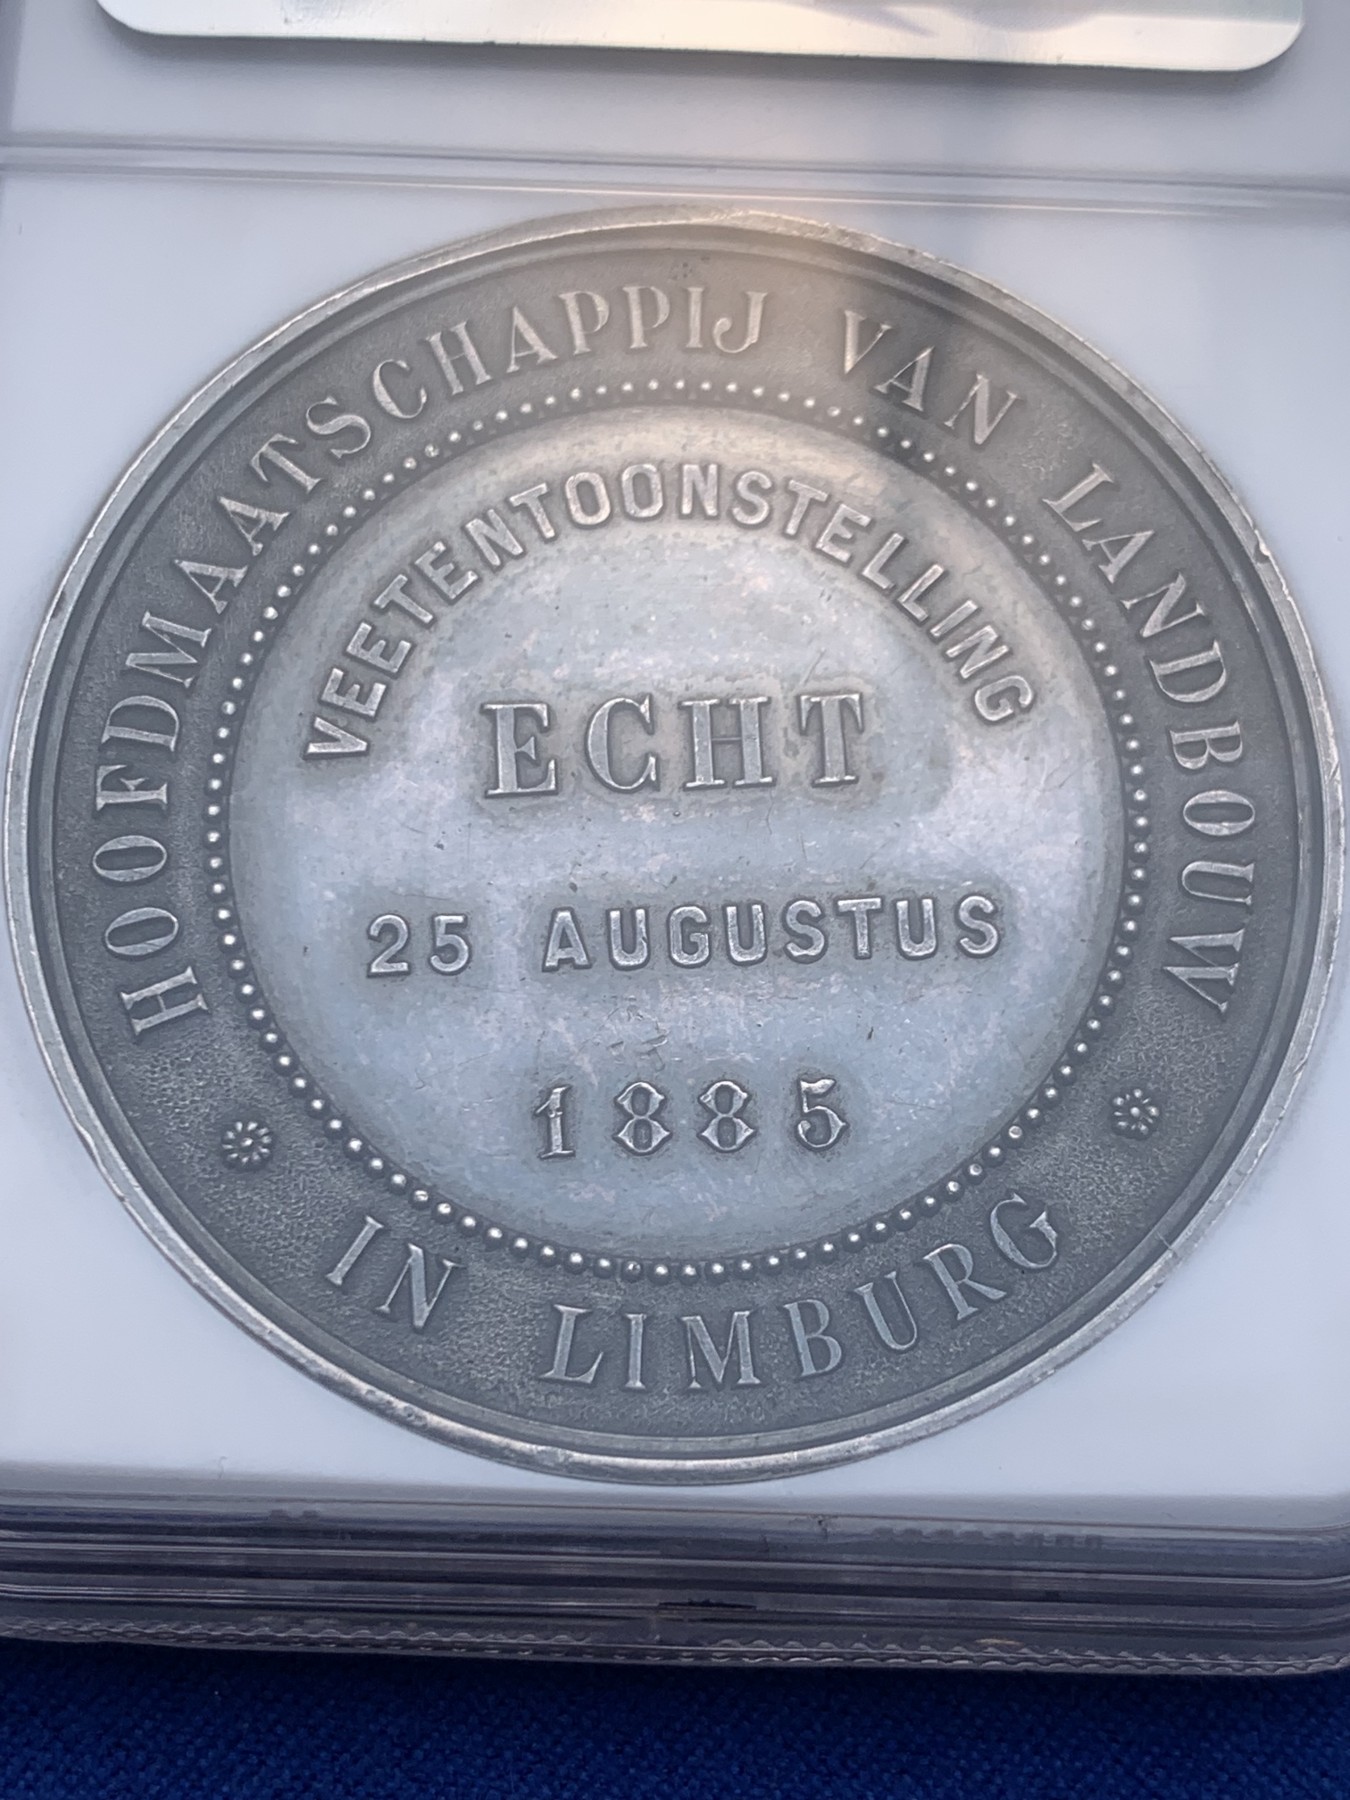 HOOFDMAATSCHAPPIJ VAN LANDBOUW
IN LIMBURG
VEETENTOONSTELLING
ECHT
25 AUGUSTUS
1885